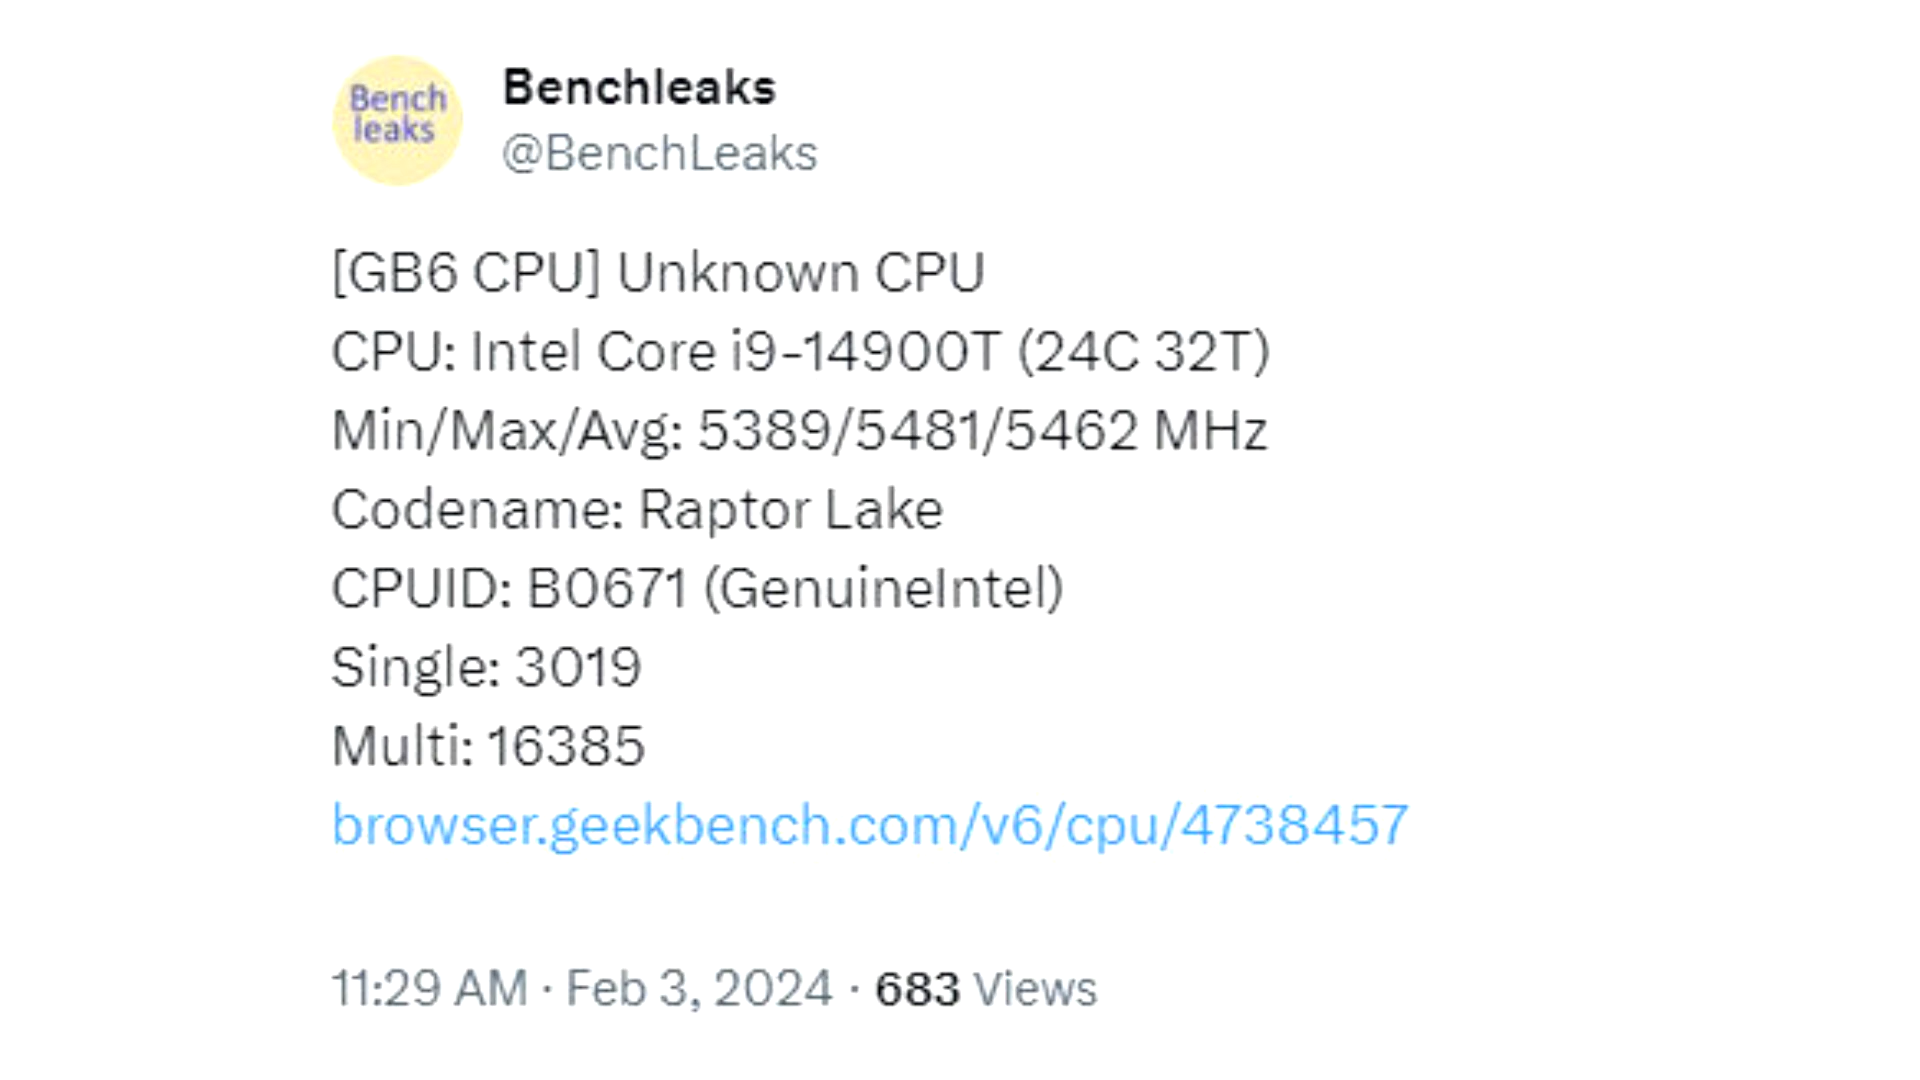 Bench
leaks
Benchleaks
@BenchLeaks
[GB6 CPU] Unknown CPU
CPU: Intel Core i9-14900T (24C 32T)
Min/Max/Avg: 5389/5481/5462 MHz
Codename: Raptor Lake
CPUID: B0671 (GenuineIntel)
Single: 3019
Multi: 16385
browser.geekbench.com/v6/cpu/4738457
11:29 AM · Feb 3, 2024 · 683 Views